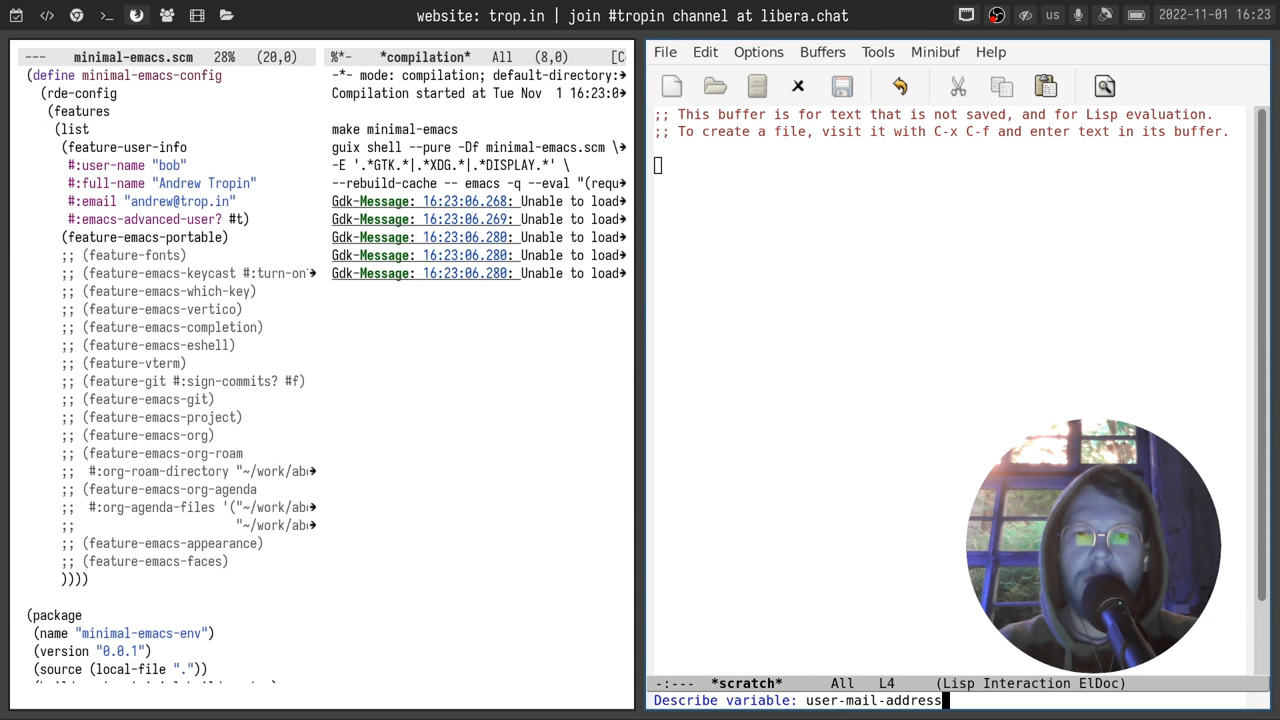 website: trop.in | join #tropin channel at libera.chat
us
2022-11-01 16:23
--- minimal-emacs.scm 28% (20,0)
(define minimal-emacs-config
(rde-config
(features
(list
(feature-user-info
#:user-name "bob"
#:full-name "Andrew Tropin"
#:email "andrew@trop.in"
#:emacs-advanced-user? #t)
(feature-emacs-portable)
;; (feature-fonts)
;; (feature-emacs-keycast #:turn-on
;; (feature-emacs-which-key)
;; (feature-emacs-vertico)
;; (feature-emacs-completion)
;; (feature-emacs-eshell)
;; (feature-vterm)
;; (feature-git #:sign-commits? #f)
;; (feature-emacs-git)
;; (feature-emacs-project)
;; (feature-emacs-org)
;; (feature-emacs-org-roam
;; #:org-roam-directory "~/work/ab
;; (feature-emacs-org-agenda
;; #:org-agenda-files '("~/work/ab
;; "~/work/ab
;; (feature-emacs-appearance)
;; (feature-emacs-faces)
))))
(package
(name "minimal-emacs-env")
(version "0.0.1")
(source (local-file "."))
%*- *compilation* All (8,0) [C
-*- mode: compilation; default-directory:
Compilation started at Tue Nov 1 16:23:0
make minimal-emacs
guix shell --pure -Df minimal-emacs.scm \
-E '.*GTK.*|.*XDG.*|.*DISPLAY.*' \
--rebuild-cache -- emacs -q --eval "(requ
Gdk-Message: 16:23:06.268: Unable to load
Gdk-Message: 16:23:06.269: Unable to load
Gdk-Message: 16:23:06.280: Unable to load
Gdk-Message: 16:23:06.280: Unable to load
Gdk-Message: 16:23:06.280: Unable to load
File Edit Options Buffers Tools Minibuf Help
;; This buffer is for text that is not saved, and for Lisp evaluation.
;; To create a file, visit it with C-x C-f and enter text in its buffer.
-:--- *scratch* All L4 (Lisp Interaction ElDoc)
Describe variable: user-mail-address